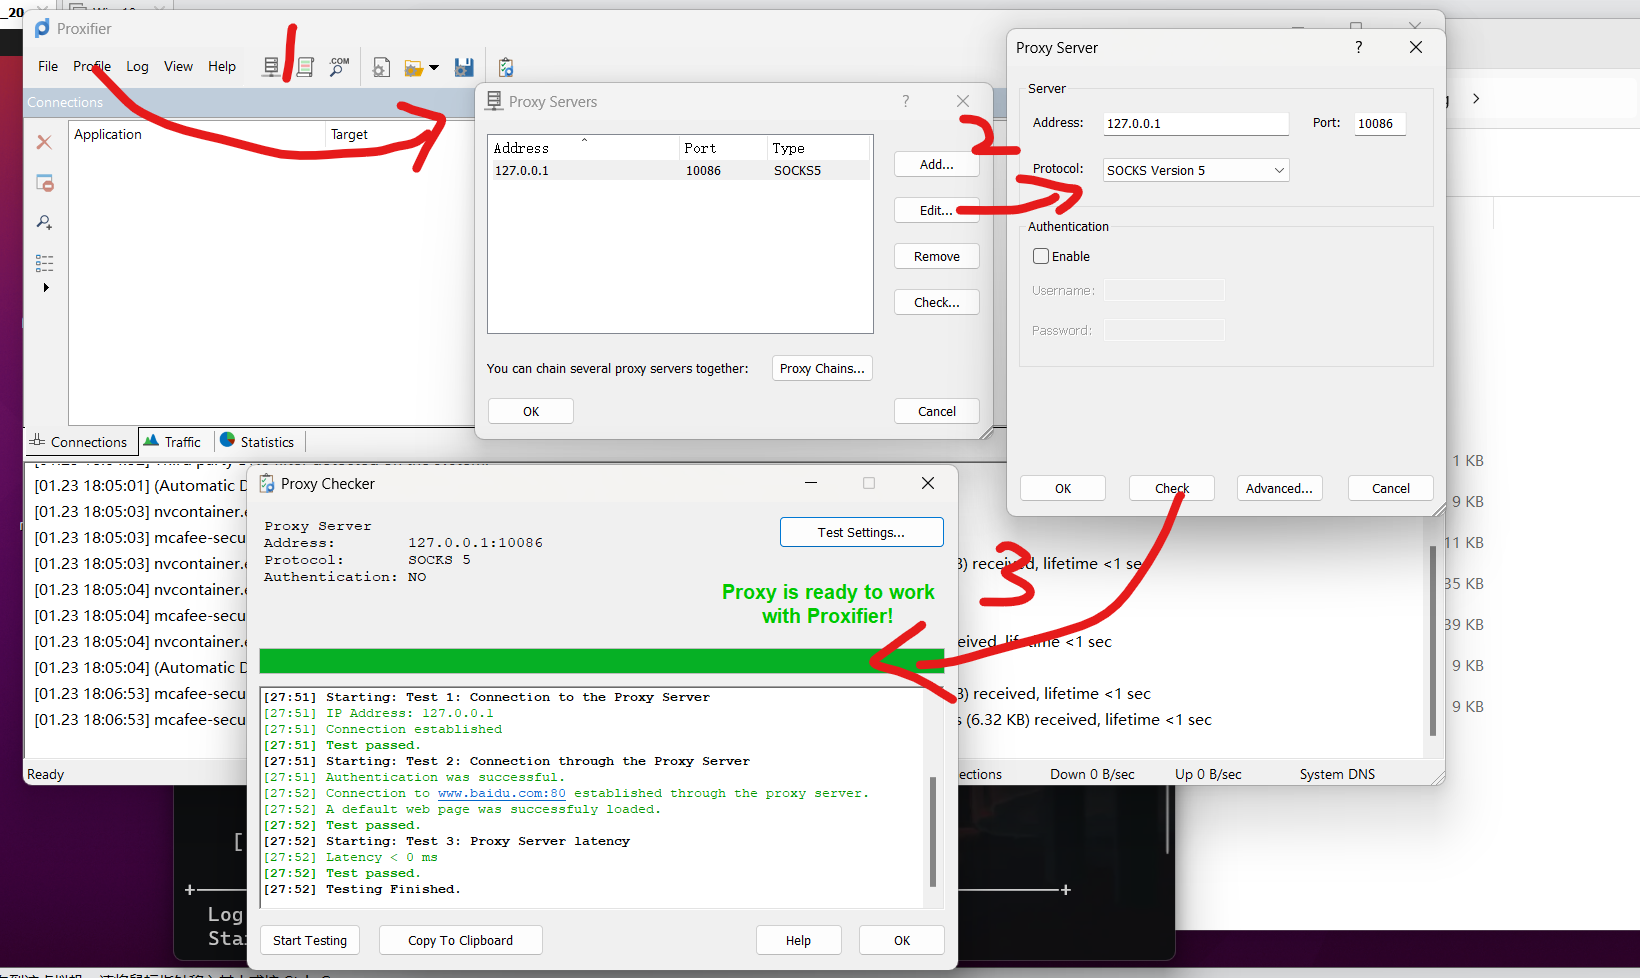 _20
Proxifier
File Profile Log View Help
.COM
1
Connections
Application Target
Proxy Servers
Address Port Type
127.0.0.1 10086 SOCKS5
Add...
Edit...
Remove
Check...
You can chain several proxy servers together: Proxy Chains...
OK Cancel
2
Proxy Server
Server
Address: 127.0.0.1 Port: 10086
Protocol: SOCKS Version 5
Authentication
Enable
Username:
Password:
OK Check Advanced... Cancel
3
Connections Traffic Statistics
[01.23 18:05:01] (Automatic D
[01.23 18:05:03] nvcontainer.e
[01.23 18:05:03] mcafee-secu
[01.23 18:05:03] nvcontainer.e
[01.23 18:05:04] nvcontainer.e
[01.23 18:05:04] mcafee-secu
[01.23 18:05:04] nvcontainer.e
[01.23 18:05:04] (Automatic D
[01.23 18:06:53] mcafee-secu
[01.23 18:06:53] mcafee-secu
) received, lifetime <1 sec
eived, lifetime <1 sec
) received, lifetime <1 sec
s (6.32 KB) received, lifetime <1 sec
Ready
ections Down 0 B/sec Up 0 B/sec System DNS
Proxy Checker
Proxy Server
Address: 127.0.0.1:10086
Protocol: SOCKS 5
Authentication: NO
Test Settings...
Proxy is ready to work
with Proxifier!
[27:51] Starting: Test 1: Connection to the Proxy Server
[27:51] IP Address: 127.0.0.1
[27:51] Connection established
[27:51] Test passed.
[27:51] Starting: Test 2: Connection through the Proxy Server
[27:51] Authentication was successful.
[27:52] Connection to www.baidu.com:80 established through the proxy server.
[27:52] A default web page was successfuly loaded.
[27:52] Test passed.
[27:52] Starting: Test 3: Proxy Server latency
[27:52] Latency < 0 ms
[27:52] Test passed.
[27:52] Testing Finished.
Start Testing Copy To Clipboard Help OK
1 KB
9 KB
11 KB
35 KB
39 KB
9 KB
9 KB
[
Log
Sta